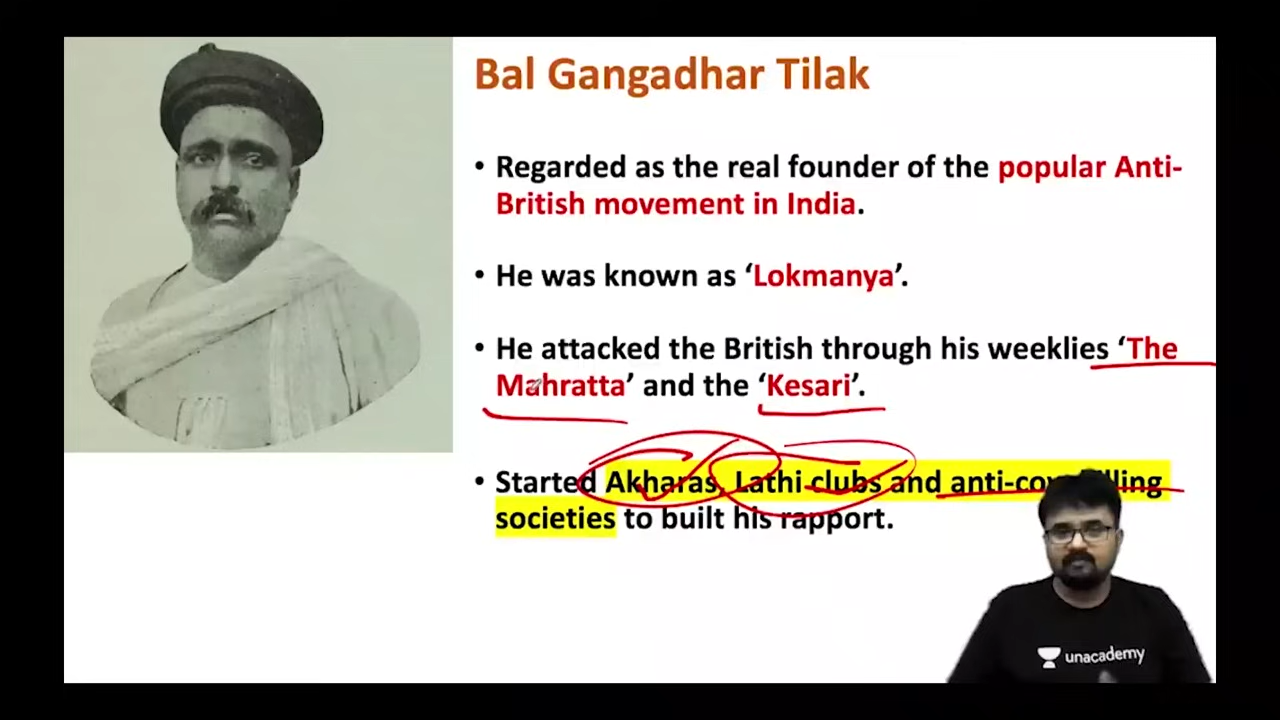 Bal Gangadhar Tilak
• Regarded as the real founder of the popular Anti-
British movement in India.
• He was known as ‘Lokmanya’.
• He attacked the British through his weeklies ‘The
Mahratta’ and the ‘Kesari’.
• Started Akharas, Lathi clubs and
societies to built his rapport.
unacademy